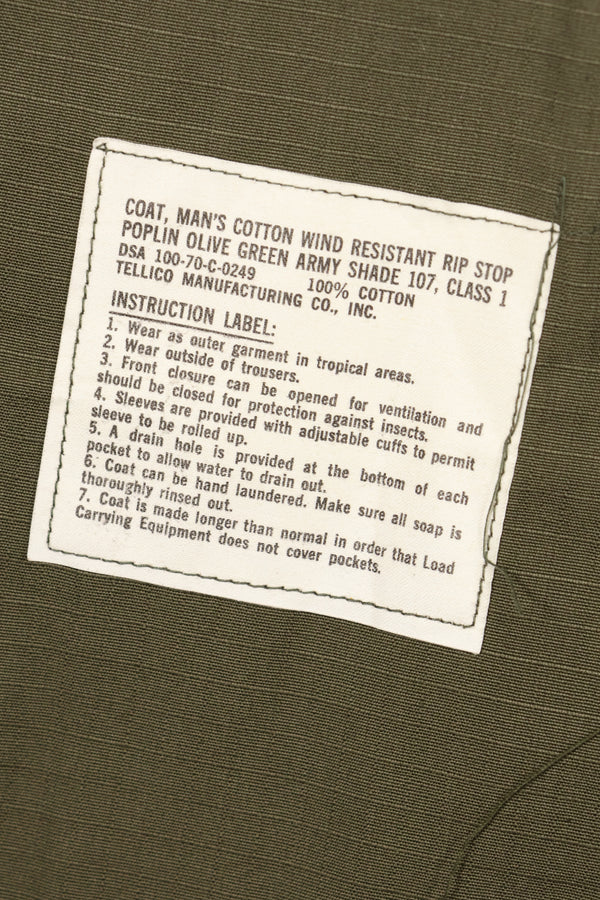 COAT, MAN'S COTTON WIND RESISTANT RIP STOP
POPLIN OLIVE GREEN ARMY SHADE 107, CLASS 1
DSA 100-70-C-0249 100% COTTON
TELLICO MANUFACTURING CO., INC.
INSTRUCTION LABEL:
1. Wear as outer garment in tropical areas.
2. Wear outside of trousers.
3. Front closure can be opened for ventilation and
should be closed for protection against insects.
4. Sleeves are provided with adjustable cuffs to permit
sleeve to be rolled up.
5. A drain hole is provided at the bottom of each
pocket to allow water to drain out.
6. Coat can be hand laundered. Make sure all soap is
thoroughly rinsed out.
7. Coat is made longer than normal in order that Load
Carrying Equipment does not cover pockets.